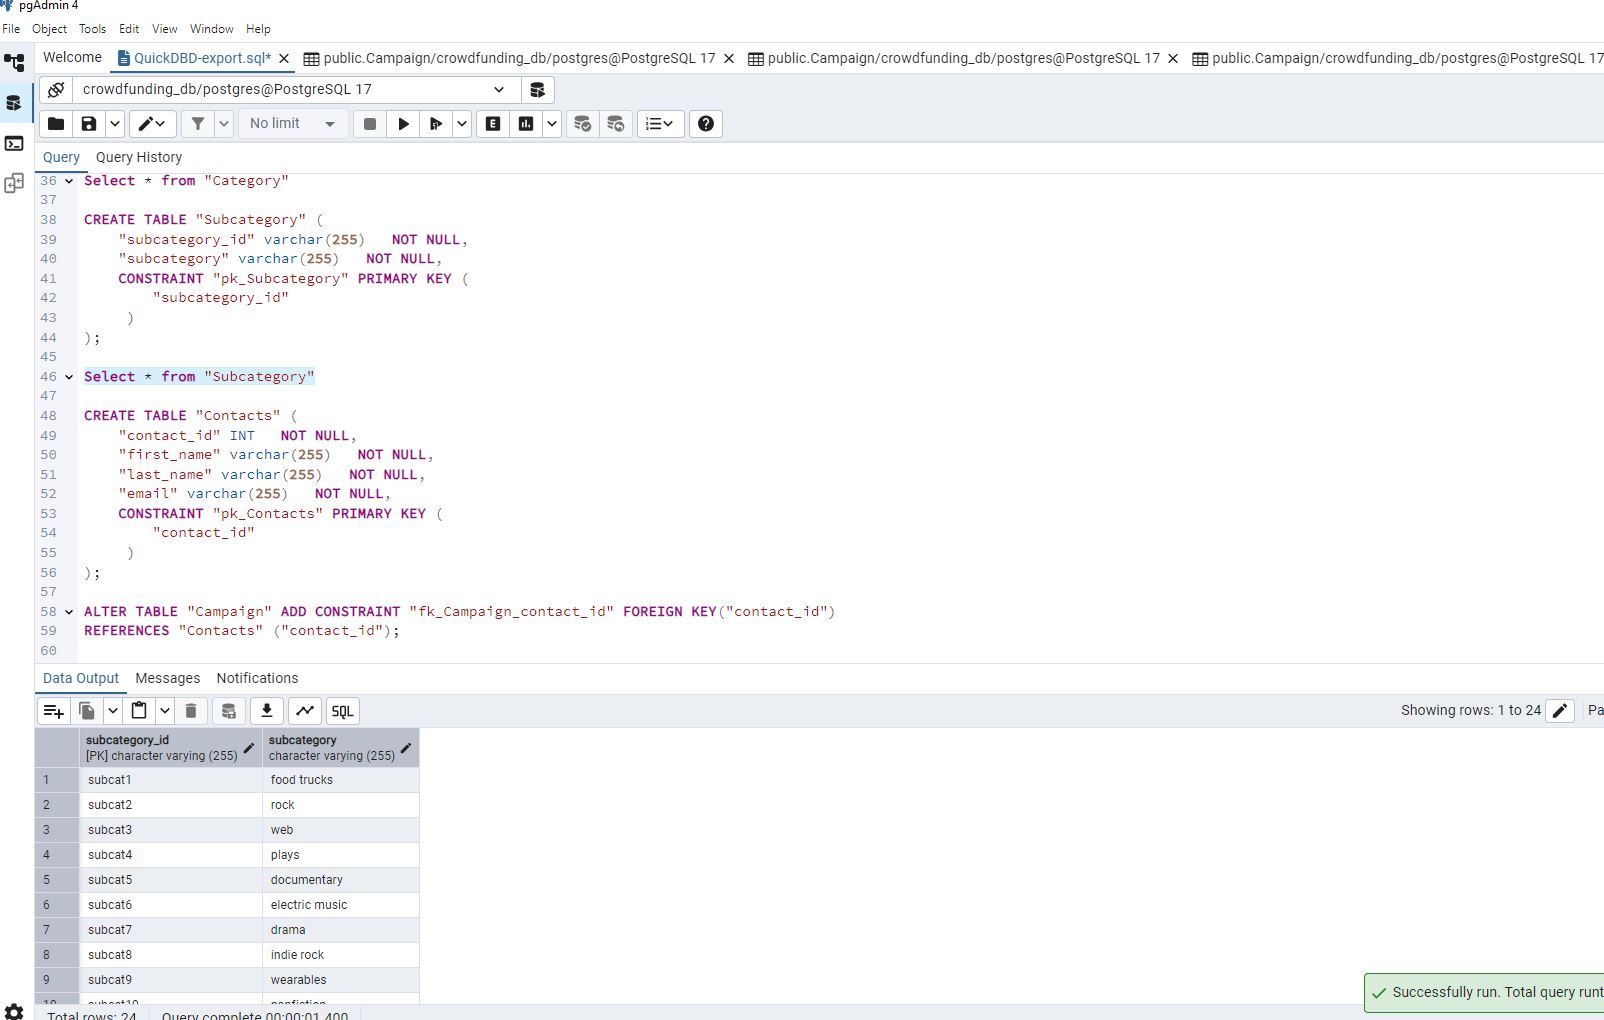 pgAdmin 4
File Object Tools Edit View Window Help
Welcome QuickDBD-export.sql* public.Campaign/crowdfunding_db/postgres@PostgreSQL 17 public.Campaign/crowdfunding_db/postgres@PostgreSQL 17 public.Campaign/crowdfunding_db/postgres@PostgreSQL 17
crowdfunding_db/postgres@PostgreSQL 17
No limit E
Query Query History
36 Select * from "Category"
37
38 CREATE TABLE "Subcategory" (
39 "subcategory_id" varchar(255) NOT NULL,
40 "subcategory" varchar(255) NOT NULL,
41 CONSTRAINT "pk_Subcategory" PRIMARY KEY (
42 "subcategory_id"
43 )
44 );
45
46 Select * from "Subcategory"
47
48 CREATE TABLE "Contacts" (
49 "contact_id" INT NOT NULL,
50 "first_name" varchar(255) NOT NULL,
51 "last_name" varchar(255) NOT NULL,
52 "email" varchar(255) NOT NULL,
53 CONSTRAINT "pk_Contacts" PRIMARY KEY (
54 "contact_id"
55 )
56 );
57
58 ALTER TABLE "Campaign" ADD CONSTRAINT "fk_Campaign_contact_id" FOREIGN KEY("contact_id")
59 REFERENCES "Contacts" ("contact_id");
60
Data Output Messages Notifications
SQL Showing rows: 1 to 24 Pa
subcategory_id subcategory
[PK] character varying (255) character varying (255)
1 subcat1 food trucks
2 subcat2 rock
3 subcat3 web
4 subcat4 plays
5 subcat5 documentary
6 subcat6 electric music
7 subcat7 drama
8 subcat8 indie rock
9 subcat9 wearables
10 subcat10 nonfiction
Successfully run. Total query runt
Total rows: 24 Query complete 00:00:01.400